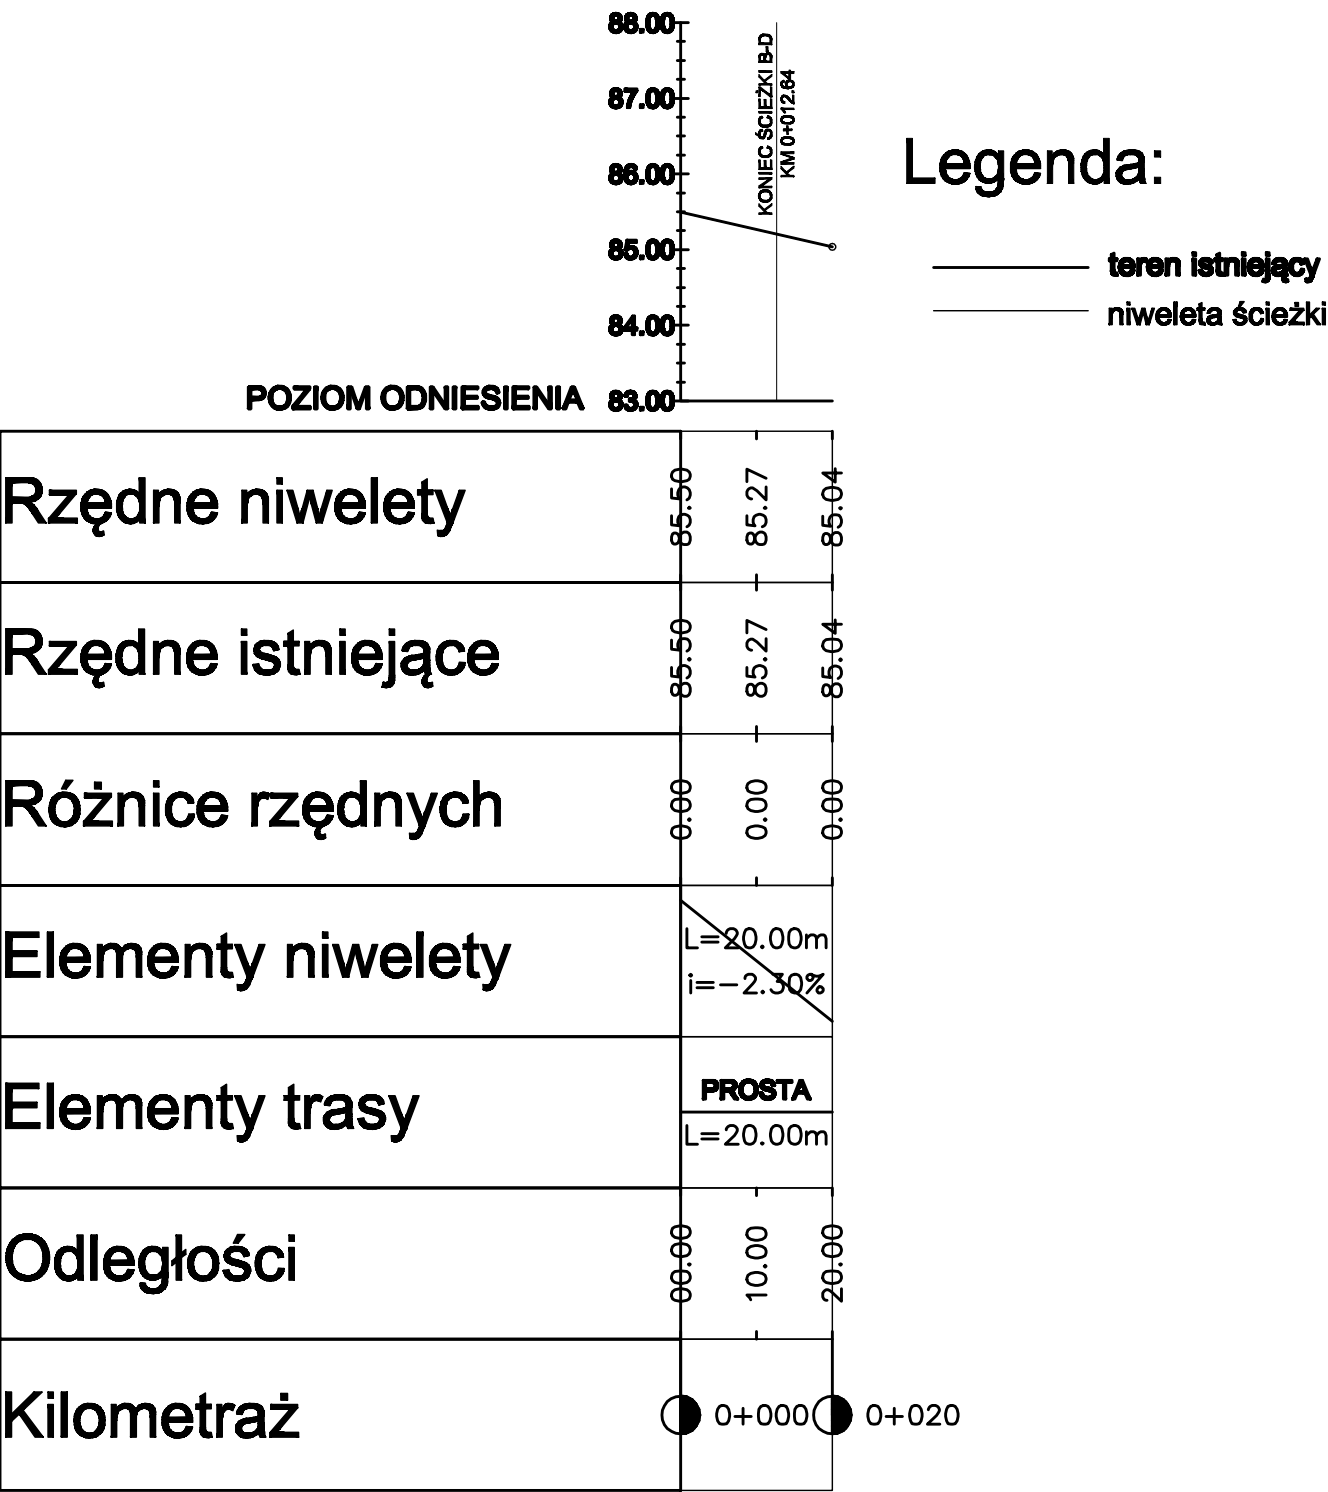 88.00
87.00
86.00
85.00
84.00
POZIOM ODNIESIENIA 83.00
KONIEC ŚCIEŻKI B-D
KM 0+012.64
Legenda:
teren istniejący
niweleta ścieżki
Rzędne niwelety 85.50 85.27 85.04
Rzędne istniejące 85.50 85.27 85.04
Różnice rzędnych 0.00 0.00 0.00
Elementy niwelety
L=20.00m
i=-2.30%
Elementy trasy
PROSTA
L=20.00m
Odległości 00.00 10.00 20.00
Kilometraż 0+000 0+020